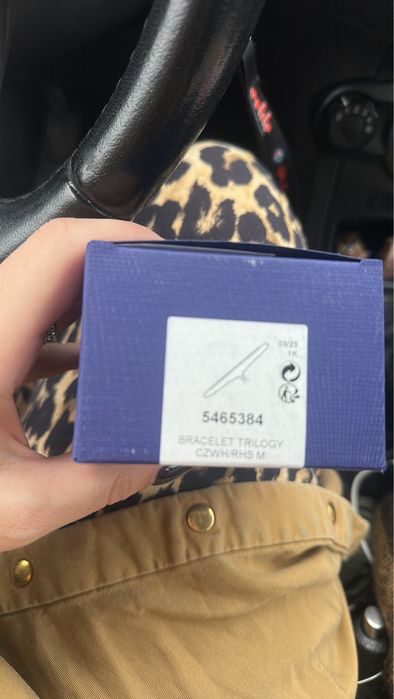 03/23
1K
5465384
BRACELET TRILOGY
CZWH/RHS M